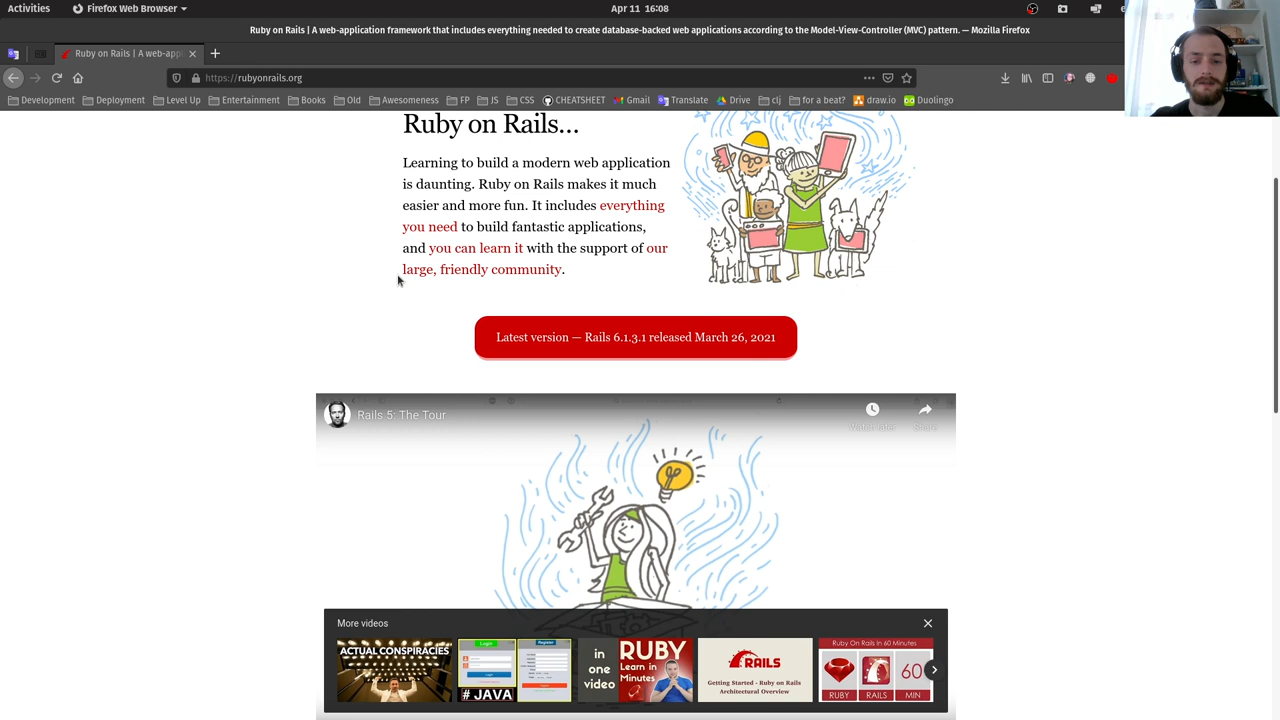 Activities
Firefox Web Browser
Apr 11 16:08
Ruby on Rails | A web-application framework that includes everything needed to create database-backed web applications according to the Model-View-Controller (MVC) pattern. — Mozilla Firefox
Ruby on Rails | A web-appl
https://rubyonrails.org
Development Deployment Level Up Entertainment Books Old Awesomeness FP JS CSS CHEATSHEET Gmail Translate Drive clj for a beat? draw.io Duolingo
Ruby on Rails…
Learning to build a modern web application
is daunting. Ruby on Rails makes it much
easier and more fun. It includes everything
you need to build fantastic applications,
and you can learn it with the support of our
large, friendly community.
Latest version — Rails 6.1.3.1 released March 26, 2021
Rails 5: The Tour
Watch later
Share
More videos
ACTUAL CONSPIRACIES
Login
Register
# JAVA
in
one
video
RUBY
Learn in
Minutes
RAILS
Getting Started - Ruby on Rails
Architectural Overview
Ruby On Rails in 60 Minutes
60
RUBY RAILS MIN